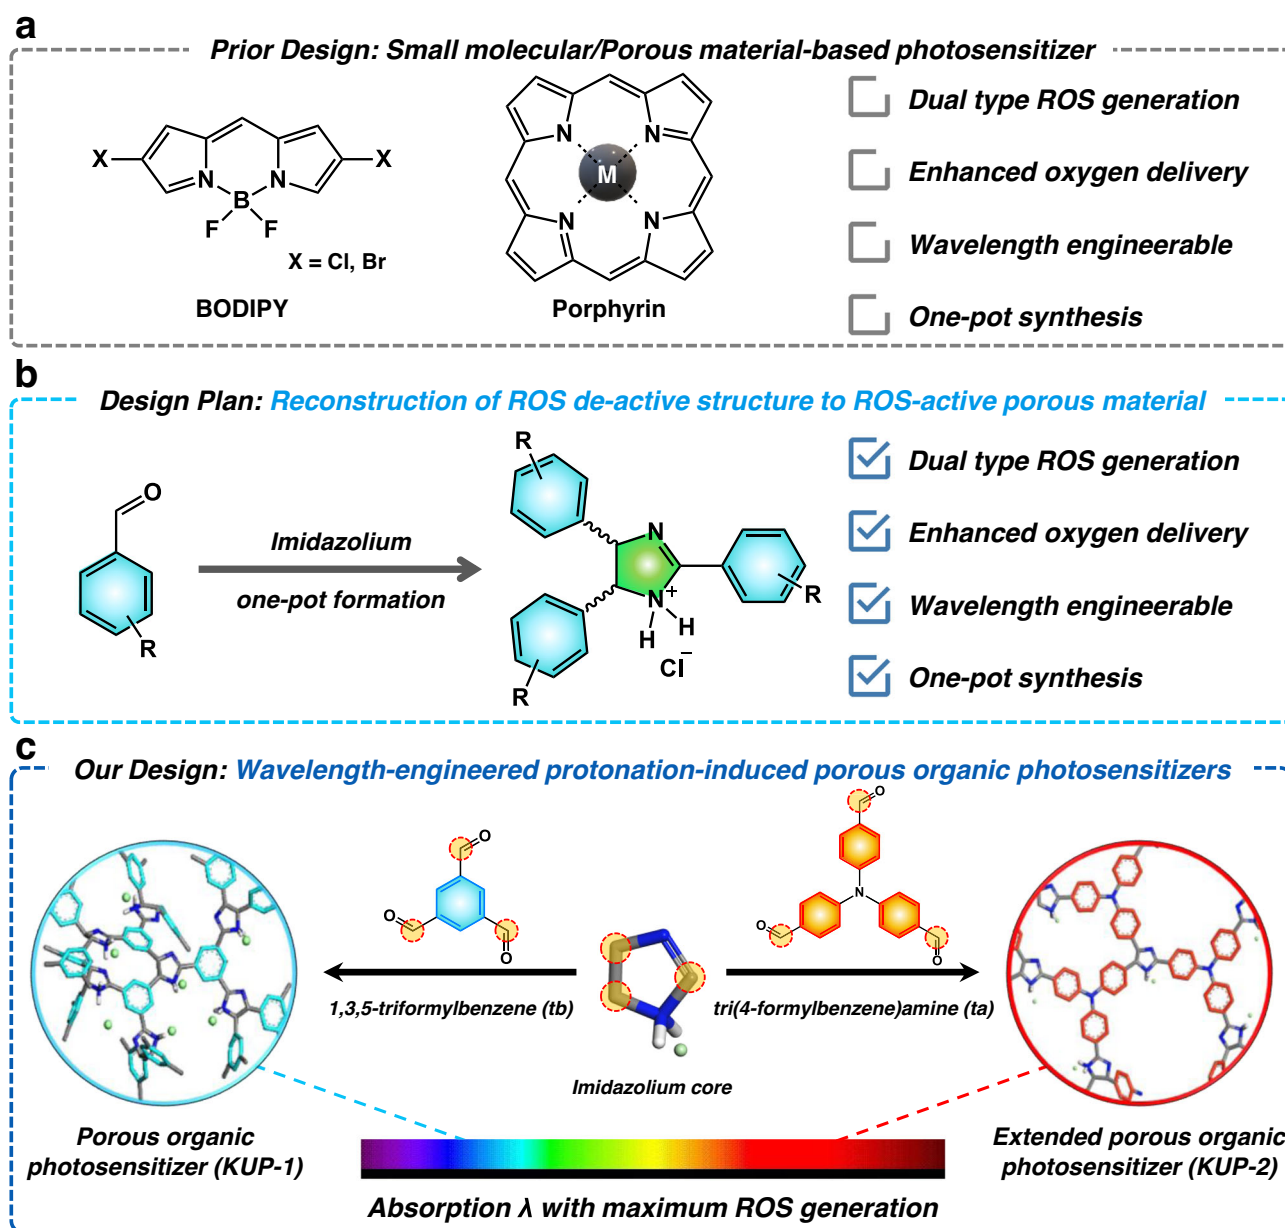 a
Prior Design: Small molecular/Porous material-based photosensitizer
X
X
N
N
B
F
F
X = Cl, Br
BODIPY
N
N
M
N
N
Porphyrin
Dual type ROS generation
Enhanced oxygen delivery
Wavelength engineerable
One-pot synthesis
b
Design Plan: Reconstruction of ROS de-active structure to ROS-active porous material
O
R
Imidazolium
one-pot formation
R
N
R
N+
H
H
Cl−
R
Dual type ROS generation
Enhanced oxygen delivery
Wavelength engineerable
One-pot synthesis
c
Our Design: Wavelength-engineered protonation-induced porous organic photosensitizers
O
O
O
1,3,5-triformylbenzene (tb)
O
N
O
O
tri(4-formylbenzene)amine (ta)
Imidazolium core
Porous organic
photosensitizer (KUP-1)
Extended porous organic
photosensitizer (KUP-2)
Absorption λ with maximum ROS generation